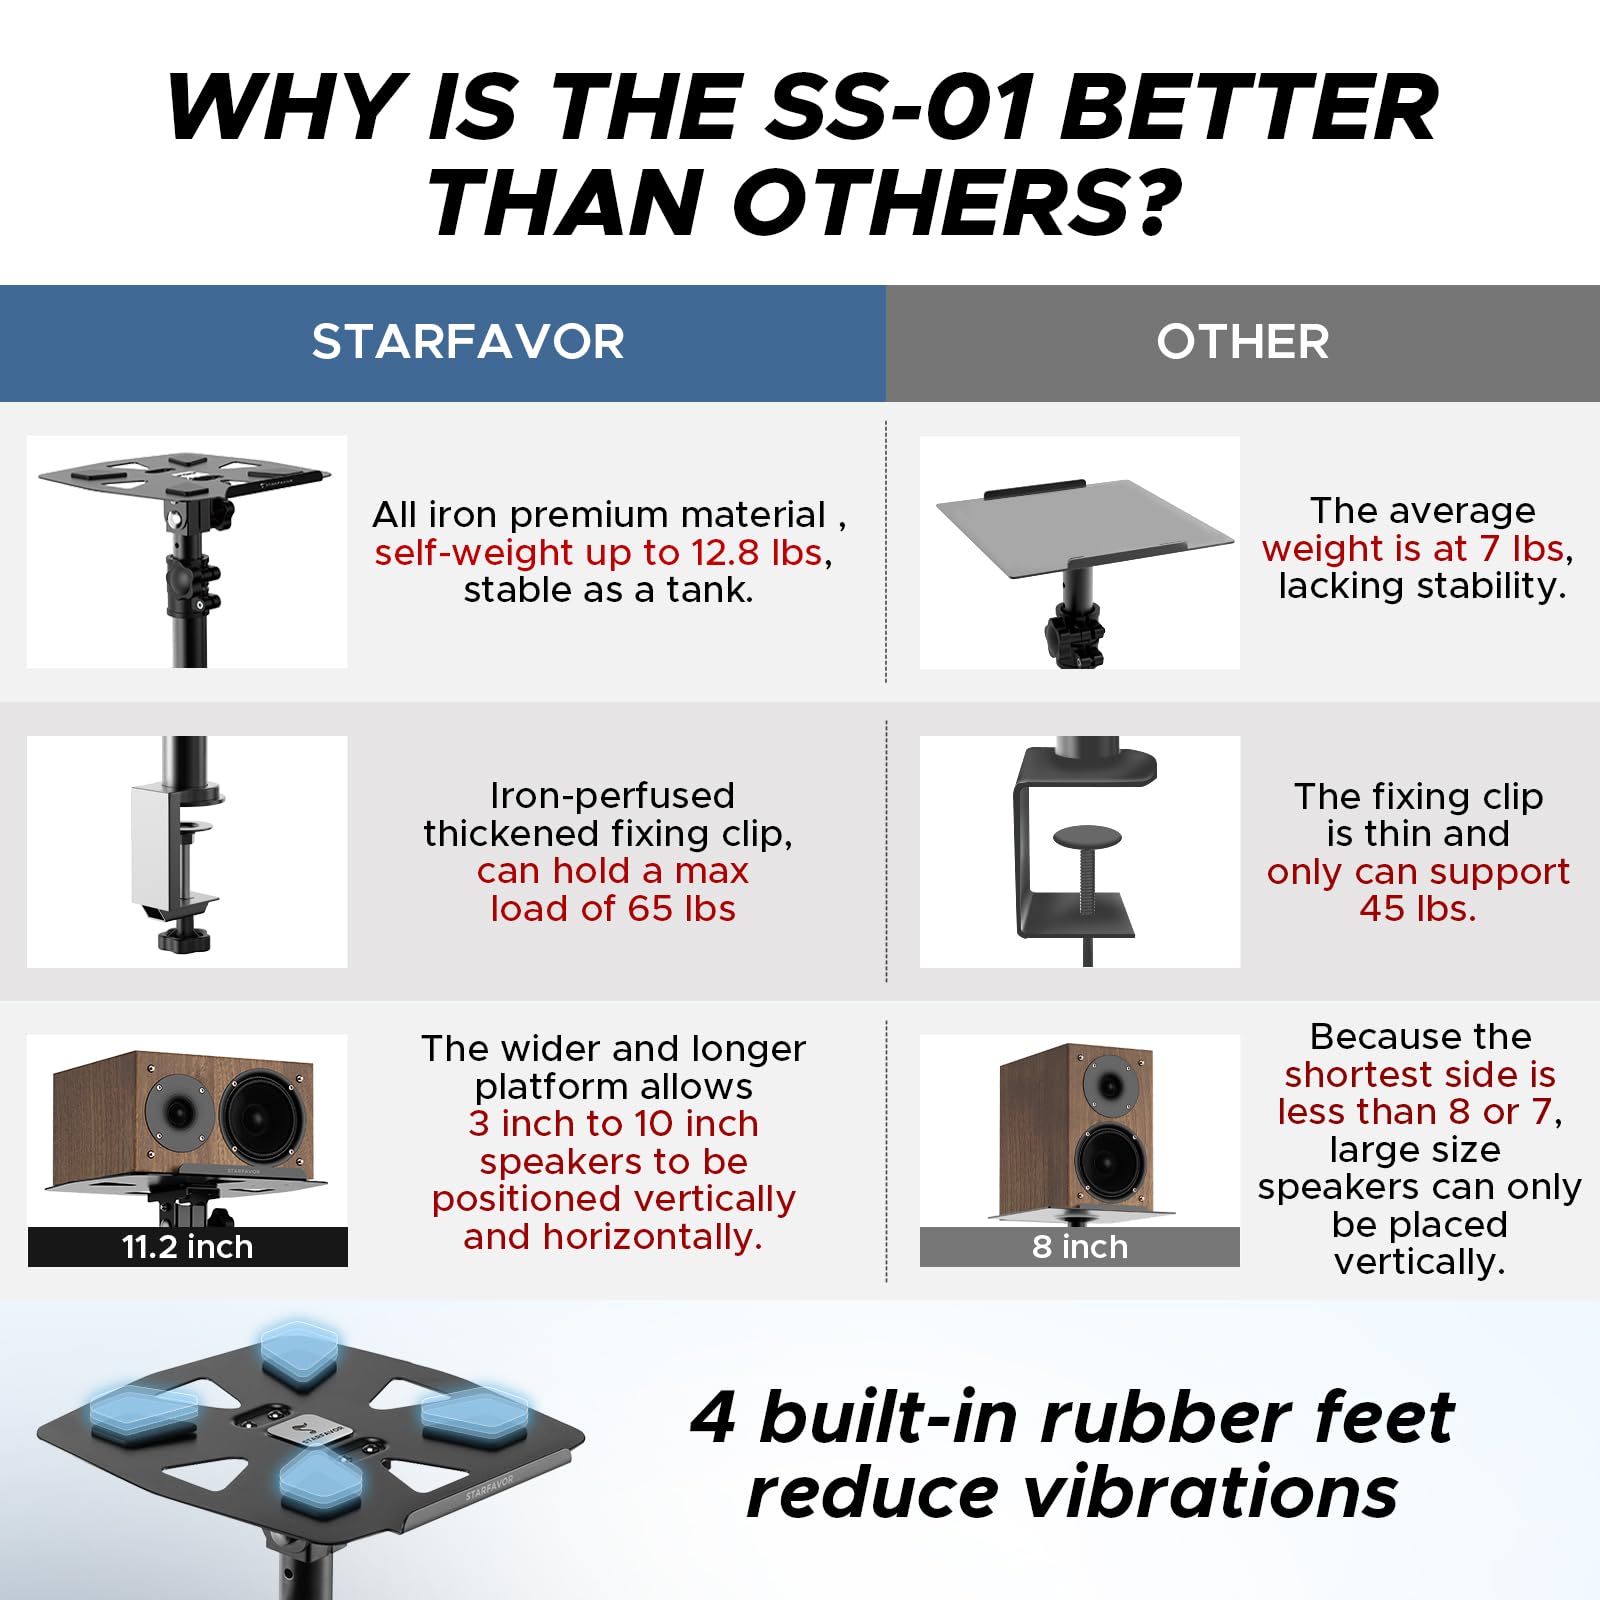 WHY IS THE SS-01 BETTER
THAN OTHERS?
STARFAVOR
OTHER
All iron premium material ,
self-weight up to 12.8 lbs,
stable as a tank.
The average
weight is at 7 lbs,
lacking stability.
Iron-perfused
thickened fixing clip,
can hold a max
load of 65 lbs
The fixing clip
is thin and
only can support
45 lbs.
STARFAVOR
11.2 inch
The wider and longer
platform allows
3 inch to 10 inch
speakers to be
positioned vertically
and horizontally.
8 inch
Because the
shortest side is
less than 8 or 7,
large size
speakers can only
be placed
vertically.
STARFAVOR
STARFAVOR
4 built-in rubber feet
reduce vibrations